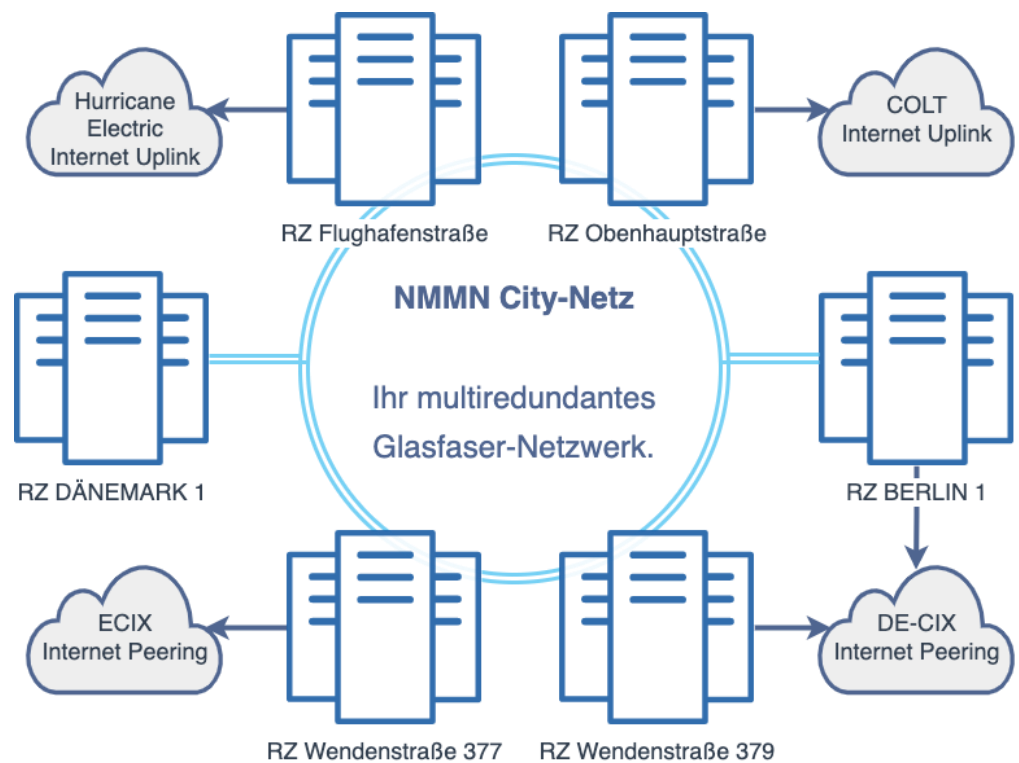 Hurricane
Electric
Internet Uplink
COLT
Internet Uplink
RZ Flughafenstraße
RZ Obenhauptstraße
NMMN City-Netz
Ihr multiredundantes
Glasfaser-Netzwerk.
RZ DÄNEMARK 1
RZ BERLIN 1
ECIX
Internet Peering
DE-CIX
Internet Peering
RZ Wendenstraße 377
RZ Wendenstraße 379